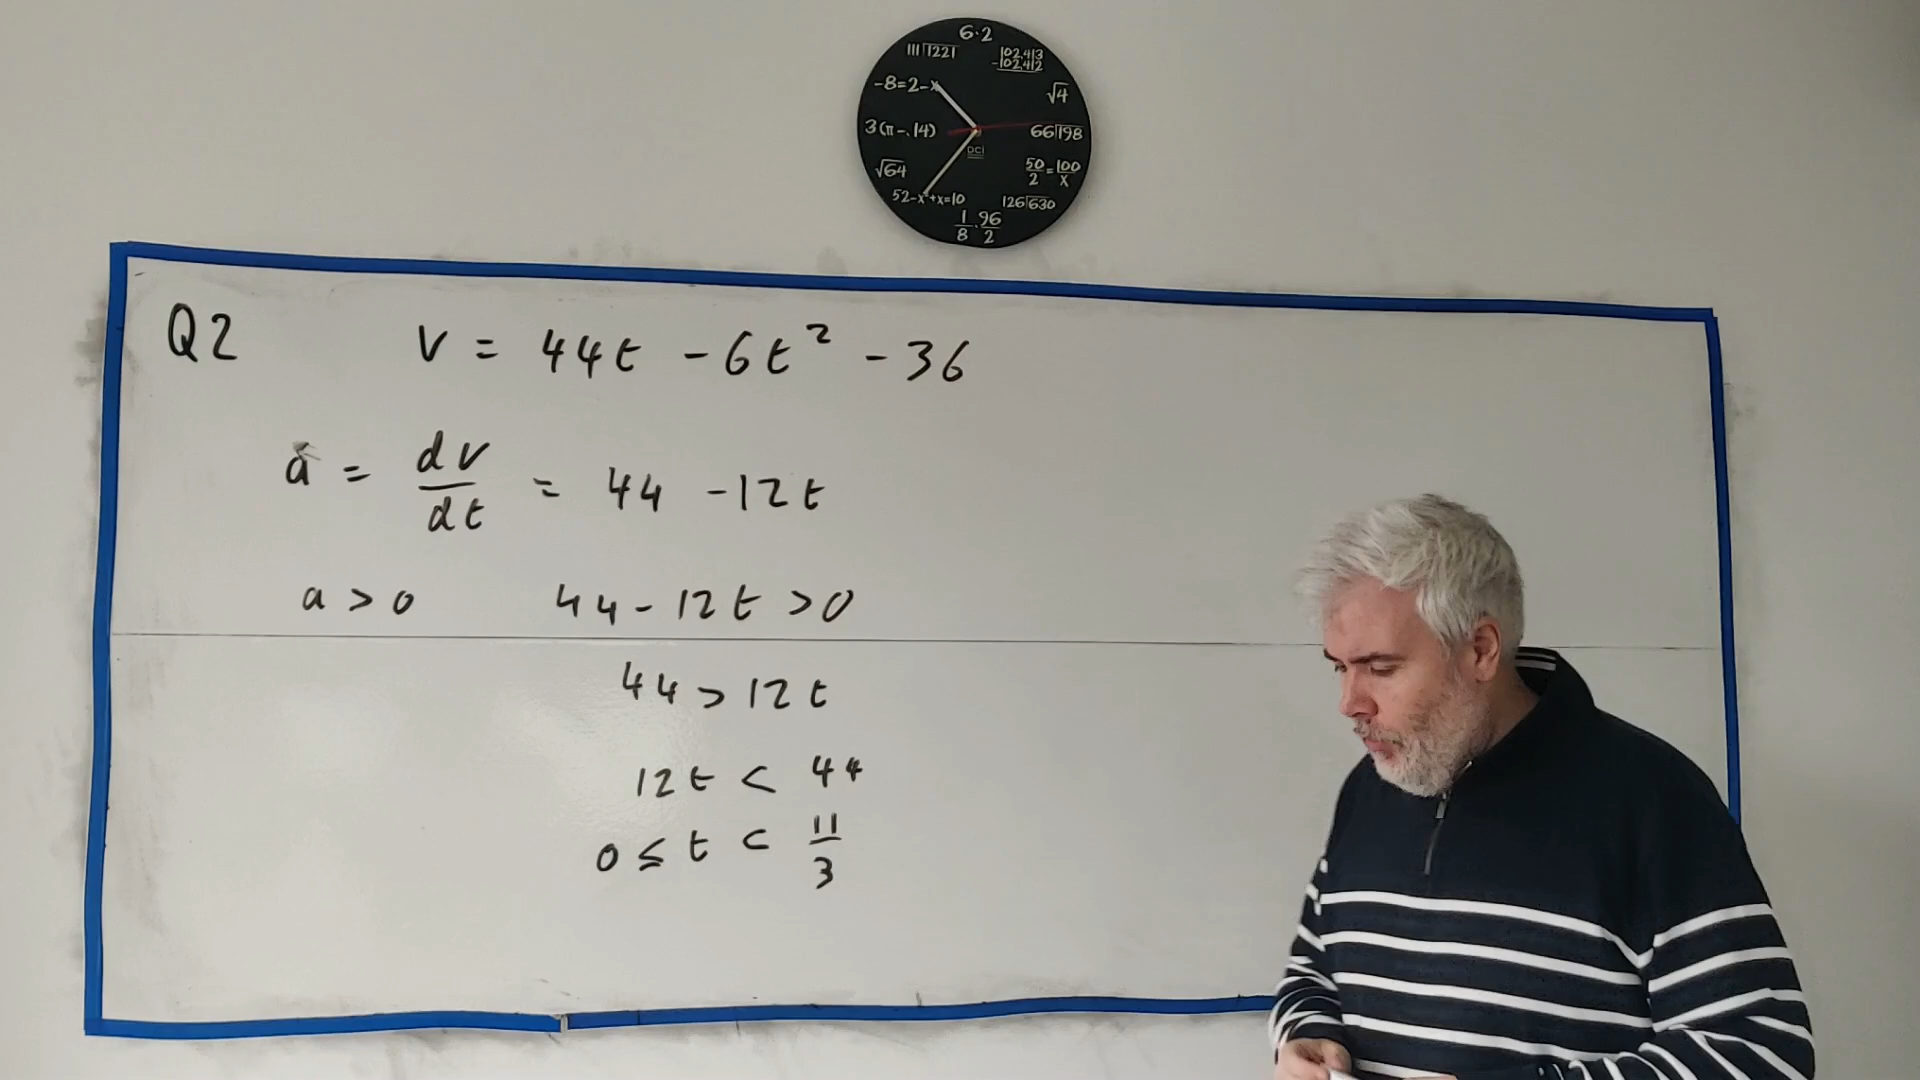 6·2
111⟌1221
102,413
-102,412
-8=2-x
√4
3(π-.14)
66⟌198
√64
DCI
50/2=100/x
52-x²+x=10
126⟌630
1/8·96/2
Q2 v = 44t - 6t² - 36
a = dv/dt = 44 - 12t
a > 0 44 - 12t > 0
44 > 12t
12t < 44
0 ≤ t < 11/3